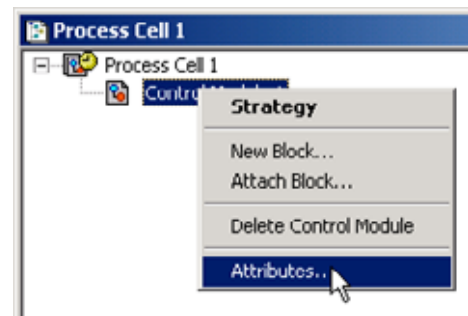 Process Cell 1
Process Cell 1
Strategy
New Block...
Attach Block...
Delete Control Module
Attributes...